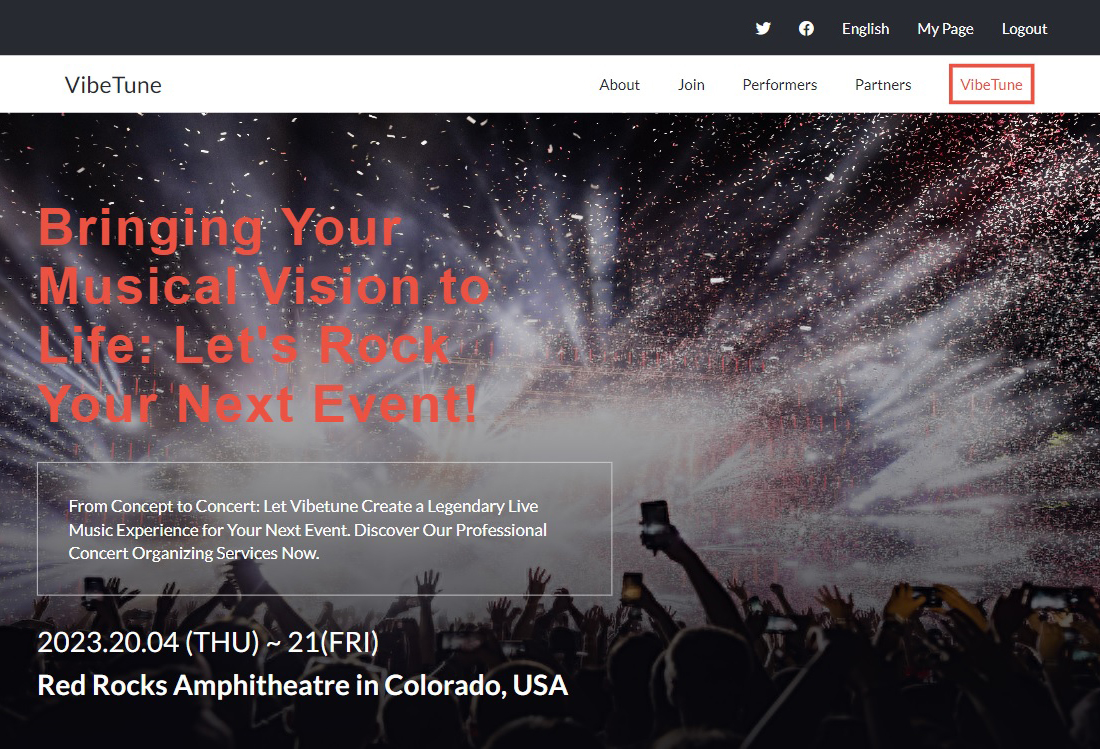 English My Page Logout
VibeTune About Join Performers Partners VibeTune
Bringing Your
Musical Vision to
Life: Let's Rock
Your Next Event!
From Concept to Concert: Let Vibetune Create a Legendary Live
Music Experience for Your Next Event. Discover Our Professional
Concert Organizing Services Now.
2023.20.04 (THU) ~ 21(FRI)
Red Rocks Amphitheatre in Colorado, USA